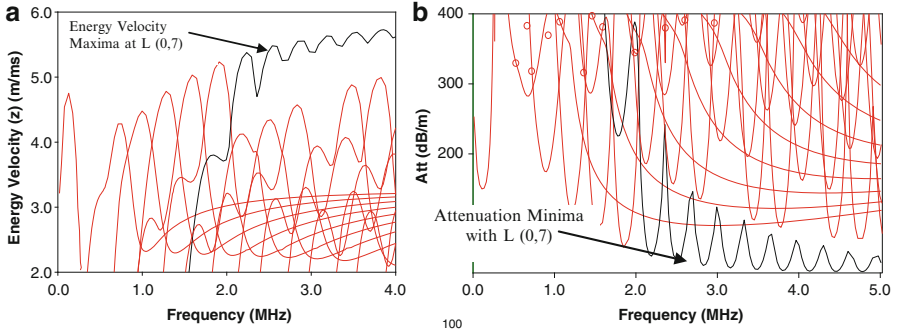 a
Energy Velocity
Maxima at L (0,7)
6.0
5.0
4.0
3.0
2.0
Energy Velocity (z) (m/ms)
0.0
1.0
2.0
3.0
4.0
Frequency (MHz)
b
400
300
200
Att (dB/m)
Attenuation Minima
with L (0,7)
0.0
1.0
2.0
3.0
4.0
5.0
Frequency (MHz)
100